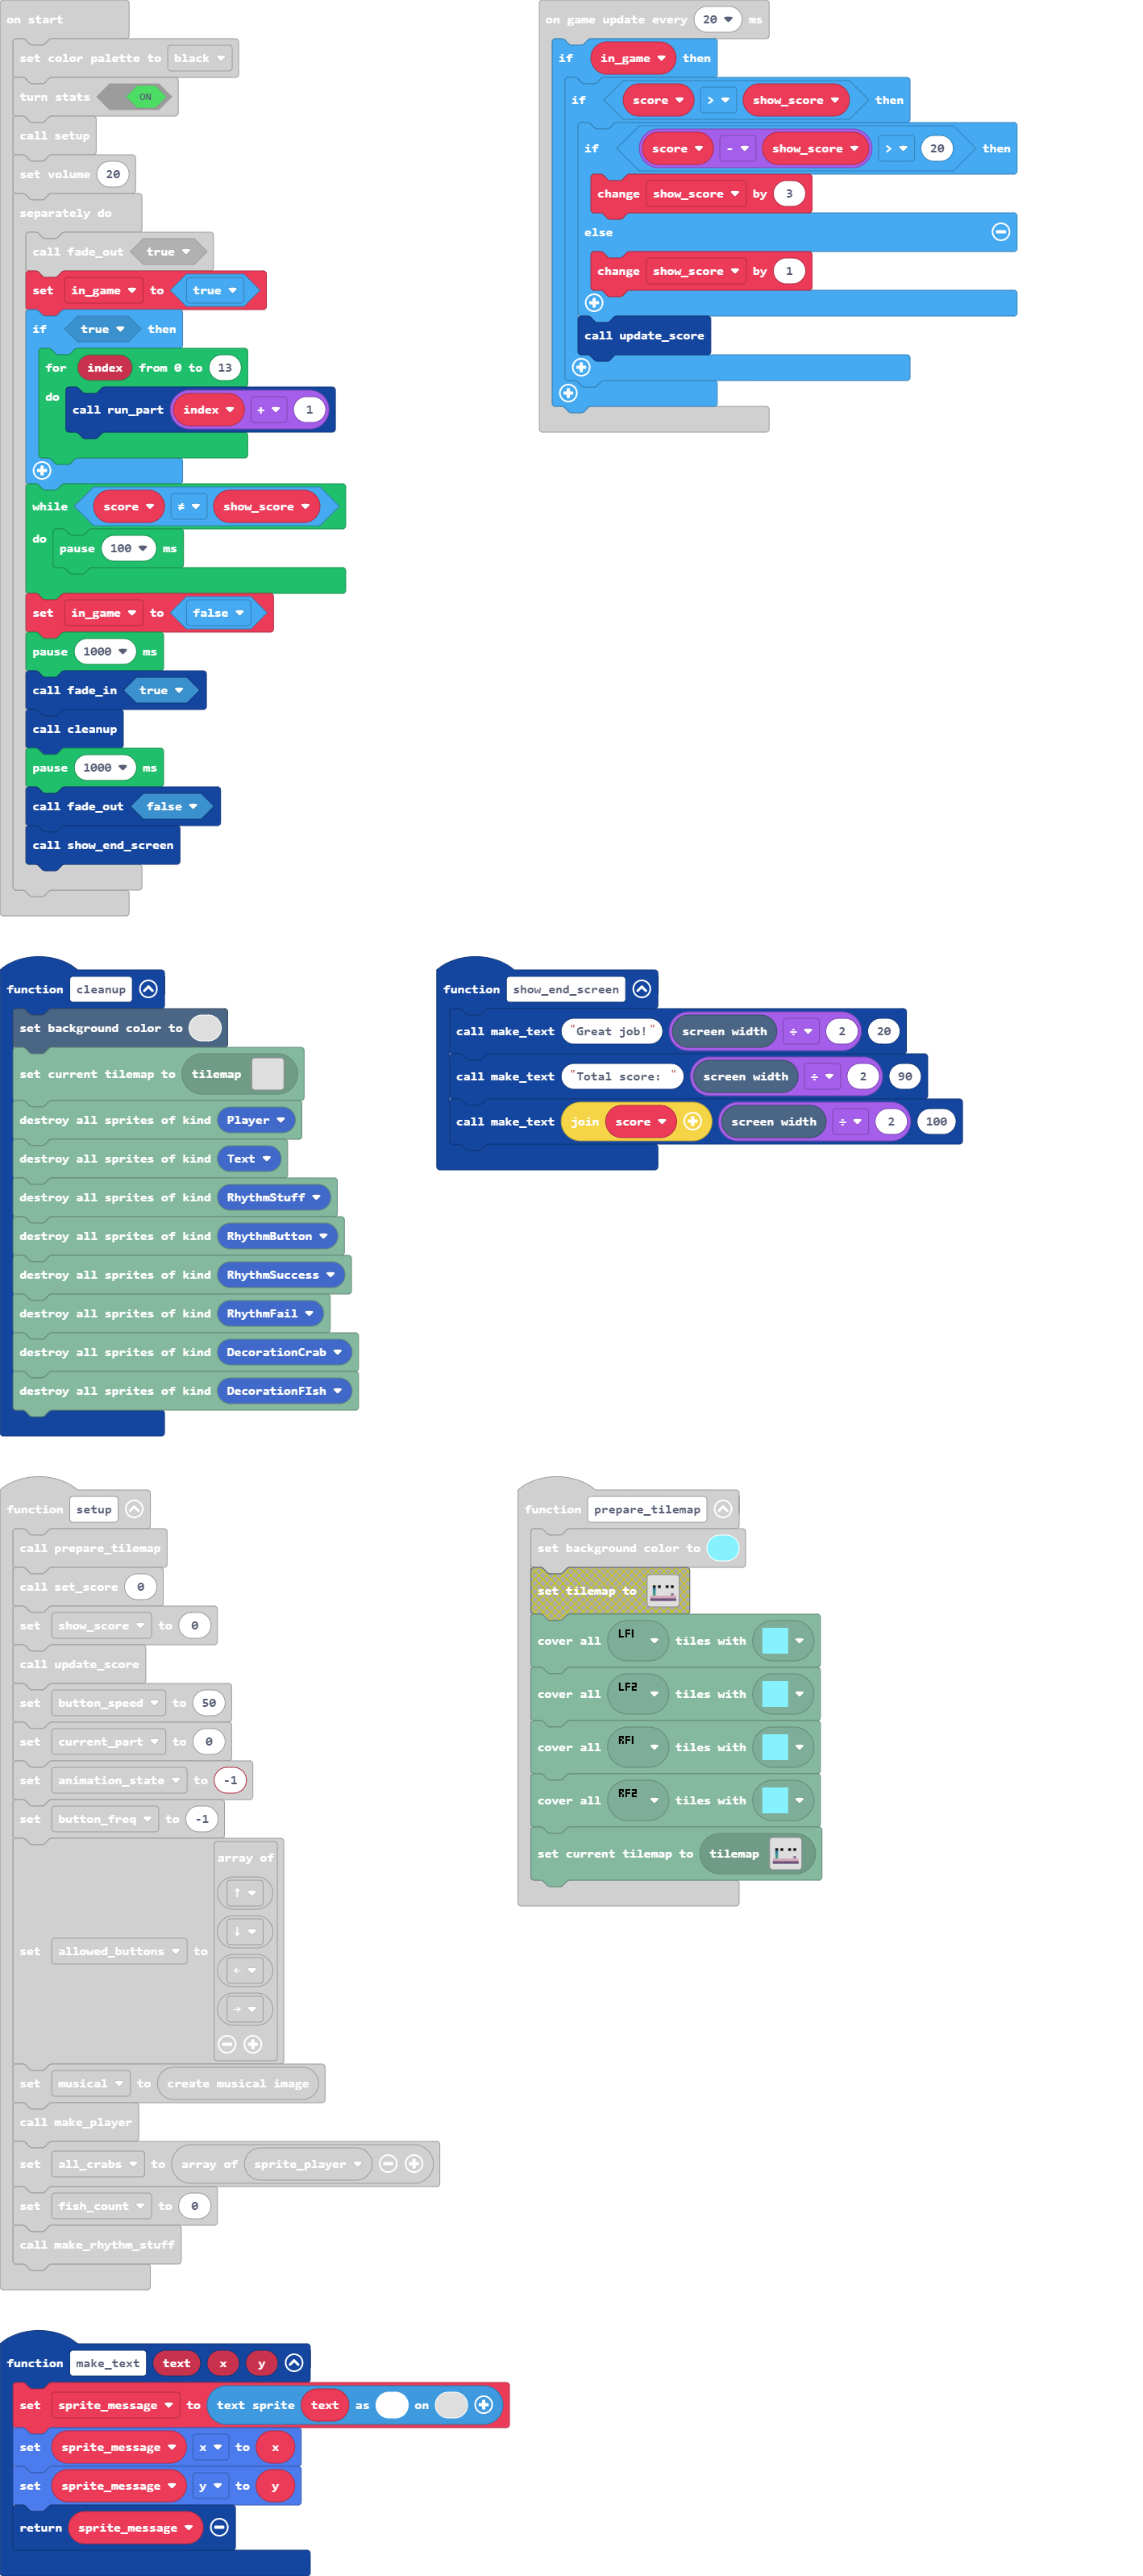 on start
set color palette to black
turn stats ON
call setup
set volume 20
separately do
call fade_out true
set in_game to true
if true then
for index from 0 to 13
do call run_part index + 1
while score ≠ show_score
do pause 100 ms
set in_game to false
pause 1000 ms
call fade_in true
call cleanup
pause 1000 ms
call fade_out false
call show_end_screen
on game update every 20 ms
if in_game then
if score > show_score then
if score - show_score > 20 then
change show_score by 3
else
change show_score by 1
call update_score
function cleanup
set background color to
set current tilemap to tilemap
destroy all sprites of kind Player
destroy all sprites of kind Text
destroy all sprites of kind RhythmStuff
destroy all sprites of kind RhythmButton
destroy all sprites of kind RhythmSuccess
destroy all sprites of kind RhythmFail
destroy all sprites of kind DecorationCrab
destroy all sprites of kind DecorationFIsh
function show_end_screen
call make_text "Great job!" screen width ÷ 2 20
call make_text "Total score: " screen width ÷ 2 90
call make_text join score screen width ÷ 2 100
function setup
call prepare_tilemap
call set_score 0
set show_score to 0
call update_score
set button_speed to 50
set current_part to 0
set animation_state to -1
set button_freq to -1
set allowed_buttons to array of
↑
↓
←
→
set musical to create musical image
call make_player
set all_crabs to array of sprite_player
set fish_count to 0
call make_rhythm_stuff
function prepare_tilemap
set background color to
set tilemap to
cover all LF1 tiles with
cover all LF2 tiles with
cover all RF1 tiles with
cover all RF2 tiles with
set current tilemap to tilemap
function make_text text x y
set sprite_message to text sprite text as on
set sprite_message x to x
set sprite_message y to y
return sprite_message